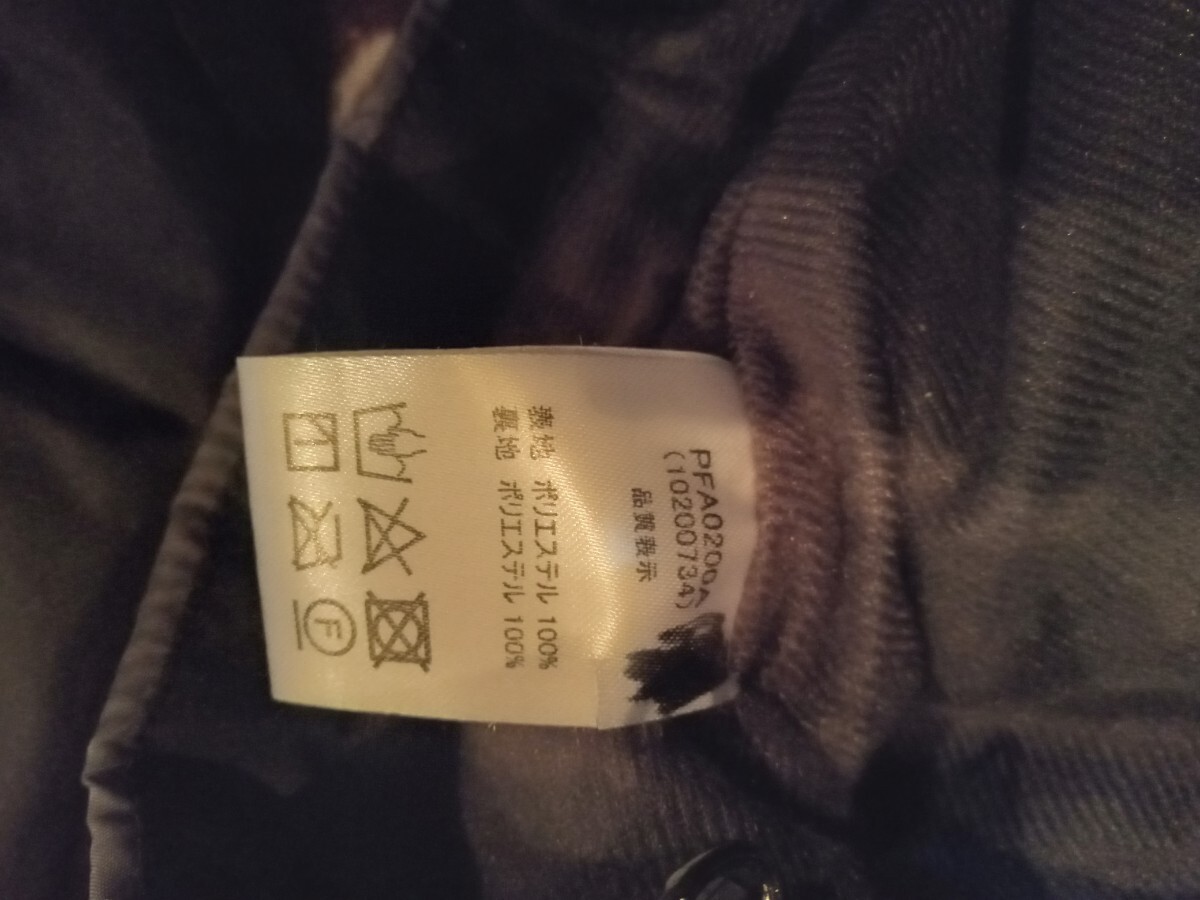 PFA0200A
(10200734)
品質表示
表地 ポリエステル 100%
裏地 ポリエステル 100%
F